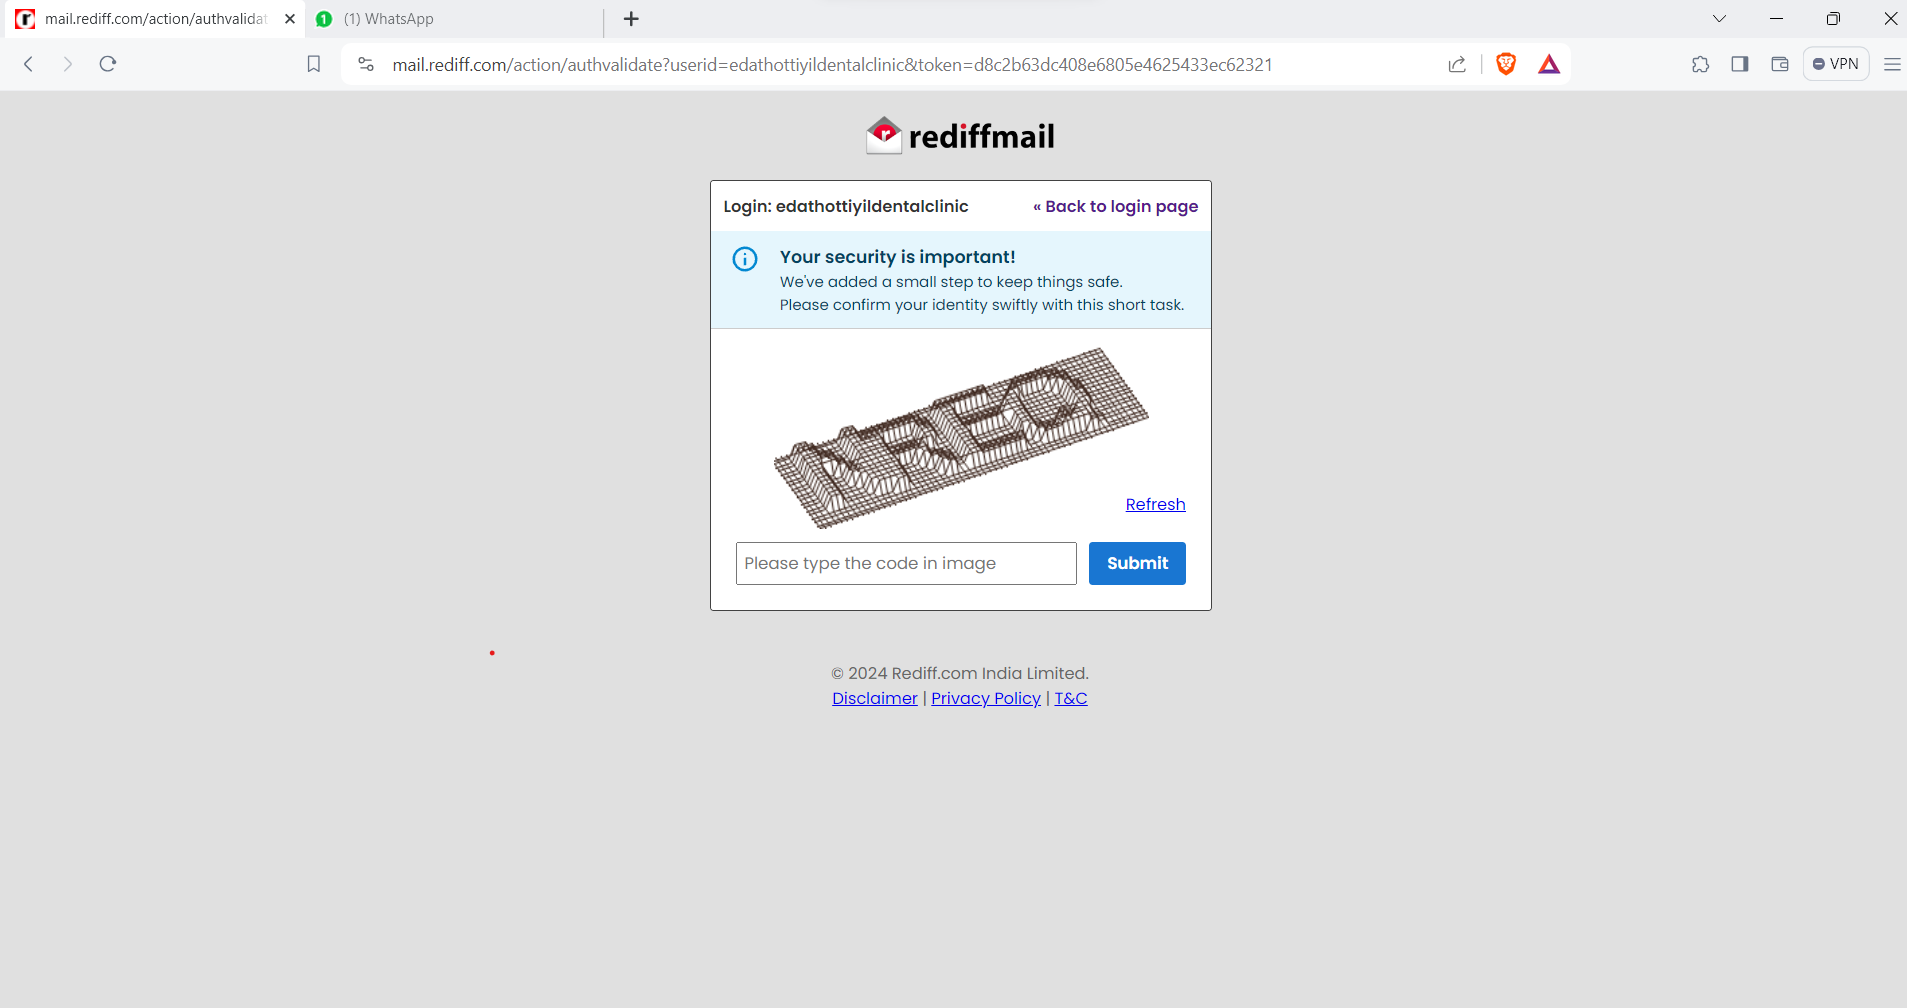 mail.rediff.com/action/authvalidat
(1) WhatsApp
mail.rediff.com/action/authvalidate?userid=edathottiyildentalclinic&token=d8c2b63dc408e6805e4625433ec62321
VPN
rediffmail
Login: edathottiyildentalclinic
« Back to login page
Your security is important!
We've added a small step to keep things safe.
Please confirm your identity swiftly with this short task.
Refresh
Please type the code in image
Submit
© 2024 Rediff.com India Limited.
Disclaimer | Privacy Policy | T&C